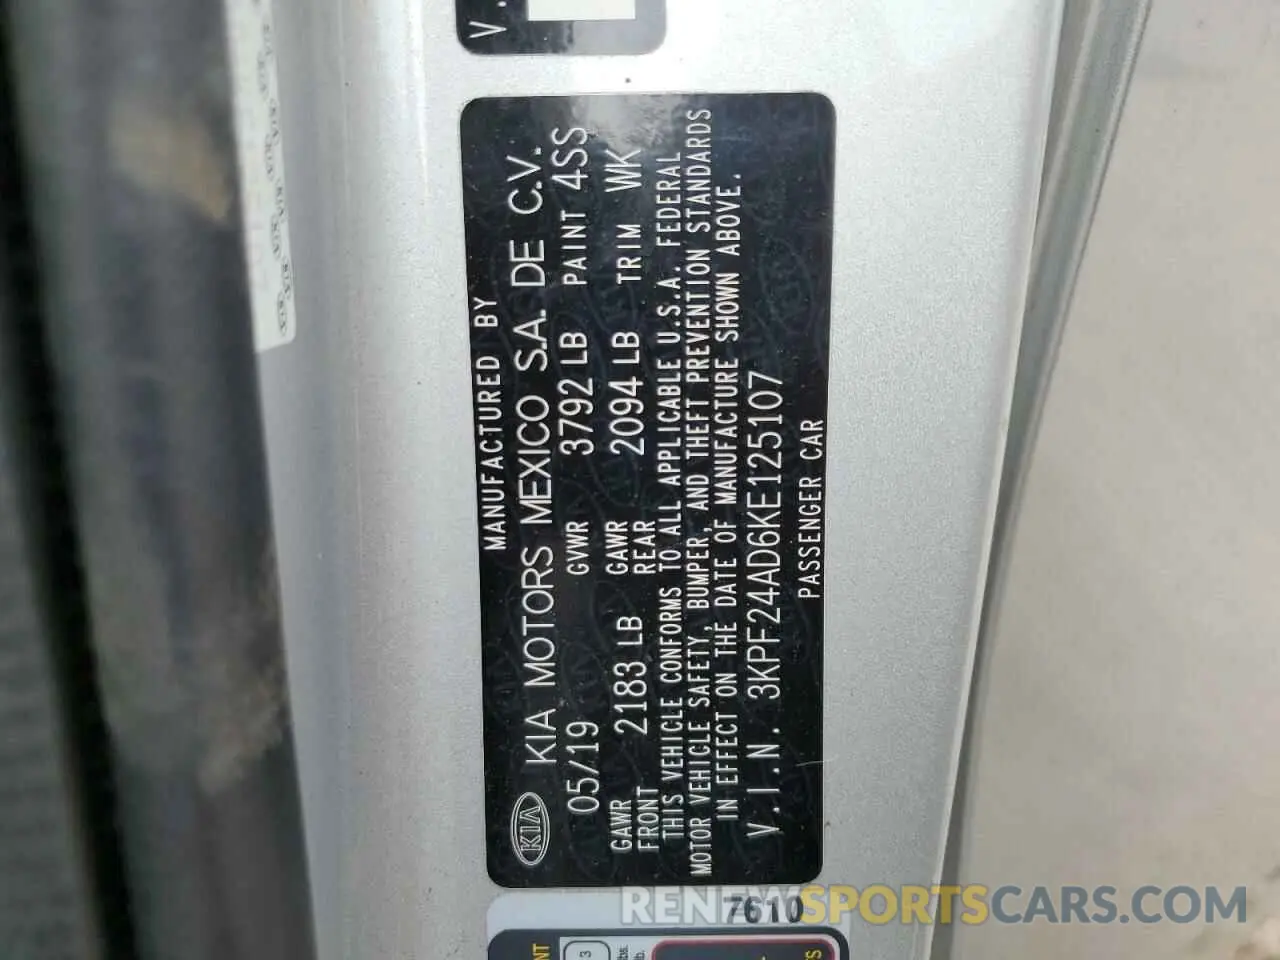 MANUFACTURED BY
KIA KIA MOTORS MEXICO S.A. DE C.V.
05/19 GVWR 3792 LB PAINT 4SS
GAWR FRONT 2183 LB GAWR REAR 2094 LB TRIM WK
THIS VEHICLE CONFORMS TO ALL APPLICABLE U.S.A. FEDERAL
MOTOR VEHICLE SAFETY, BUMPER, AND THEFT PREVENTION STANDARDS
IN EFFECT ON THE DATE OF MANUFACTURE SHOWN ABOVE.
V.I.N. 3KPF24AD6KE125107
PASSENGER CAR
7610
RENEWSPORTSCARS.COM
V.
3